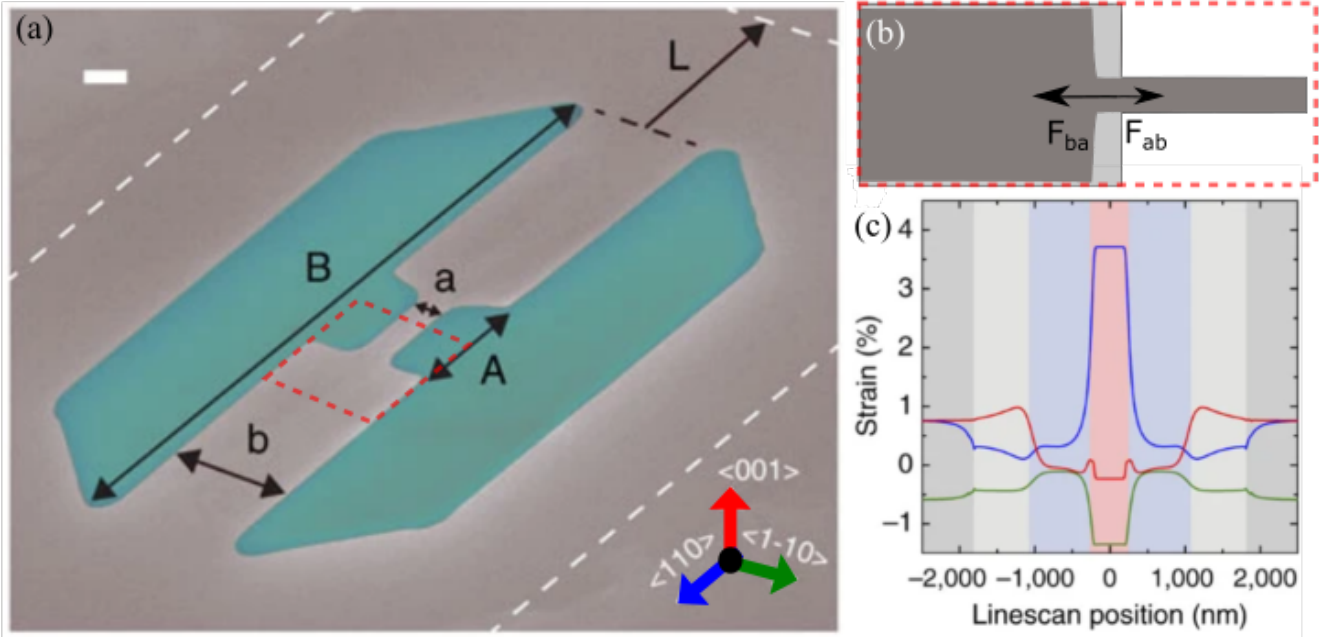 (a)
L
B
a
A
b
<001>
<110>
<1-10>
(b)
F_ba
F_ab
(c)
Strain (%)
4
3
2
1
0
−1
−2,000 −1,000 0 1,000 2,000
Linescan position (nm)